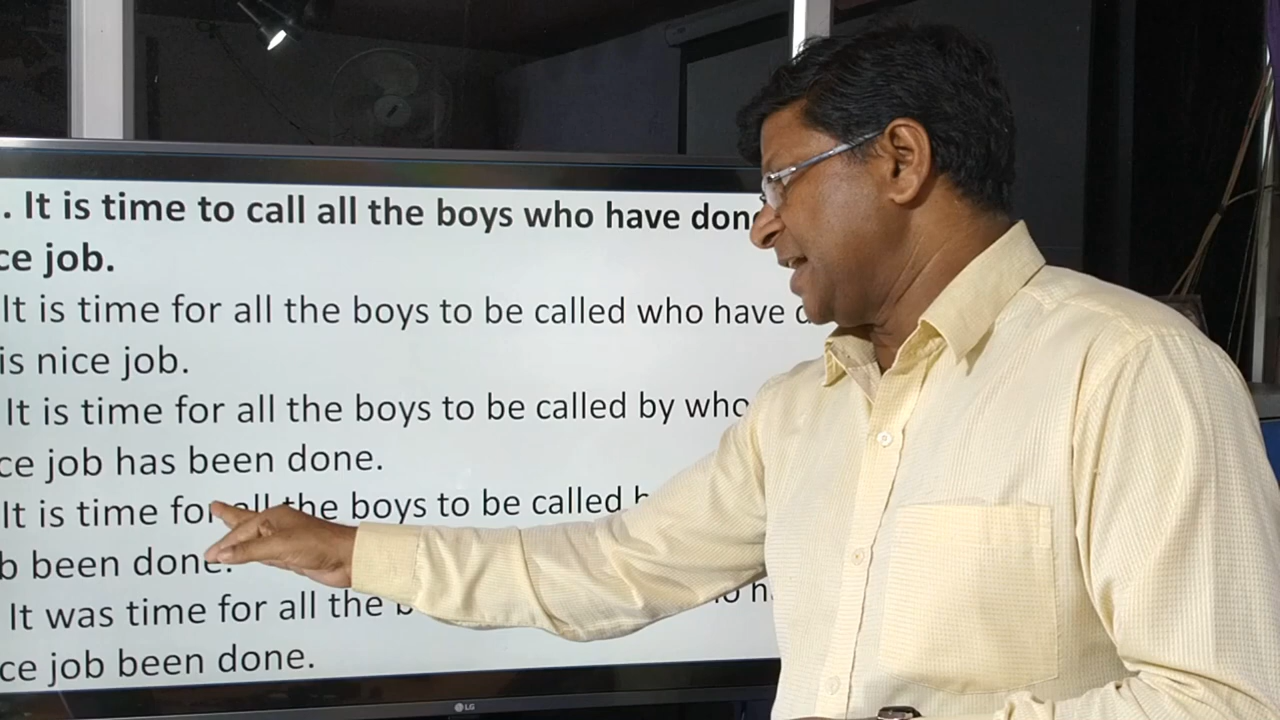 . It is time to call all the boys who have done
ce job.
It is time for all the boys to be called who have
is nice job.
It is time for all the boys to be called by who
ce job has been done.
It is time for all the boys to be called
b been done.
It was time for all the
ce job been done.
LG